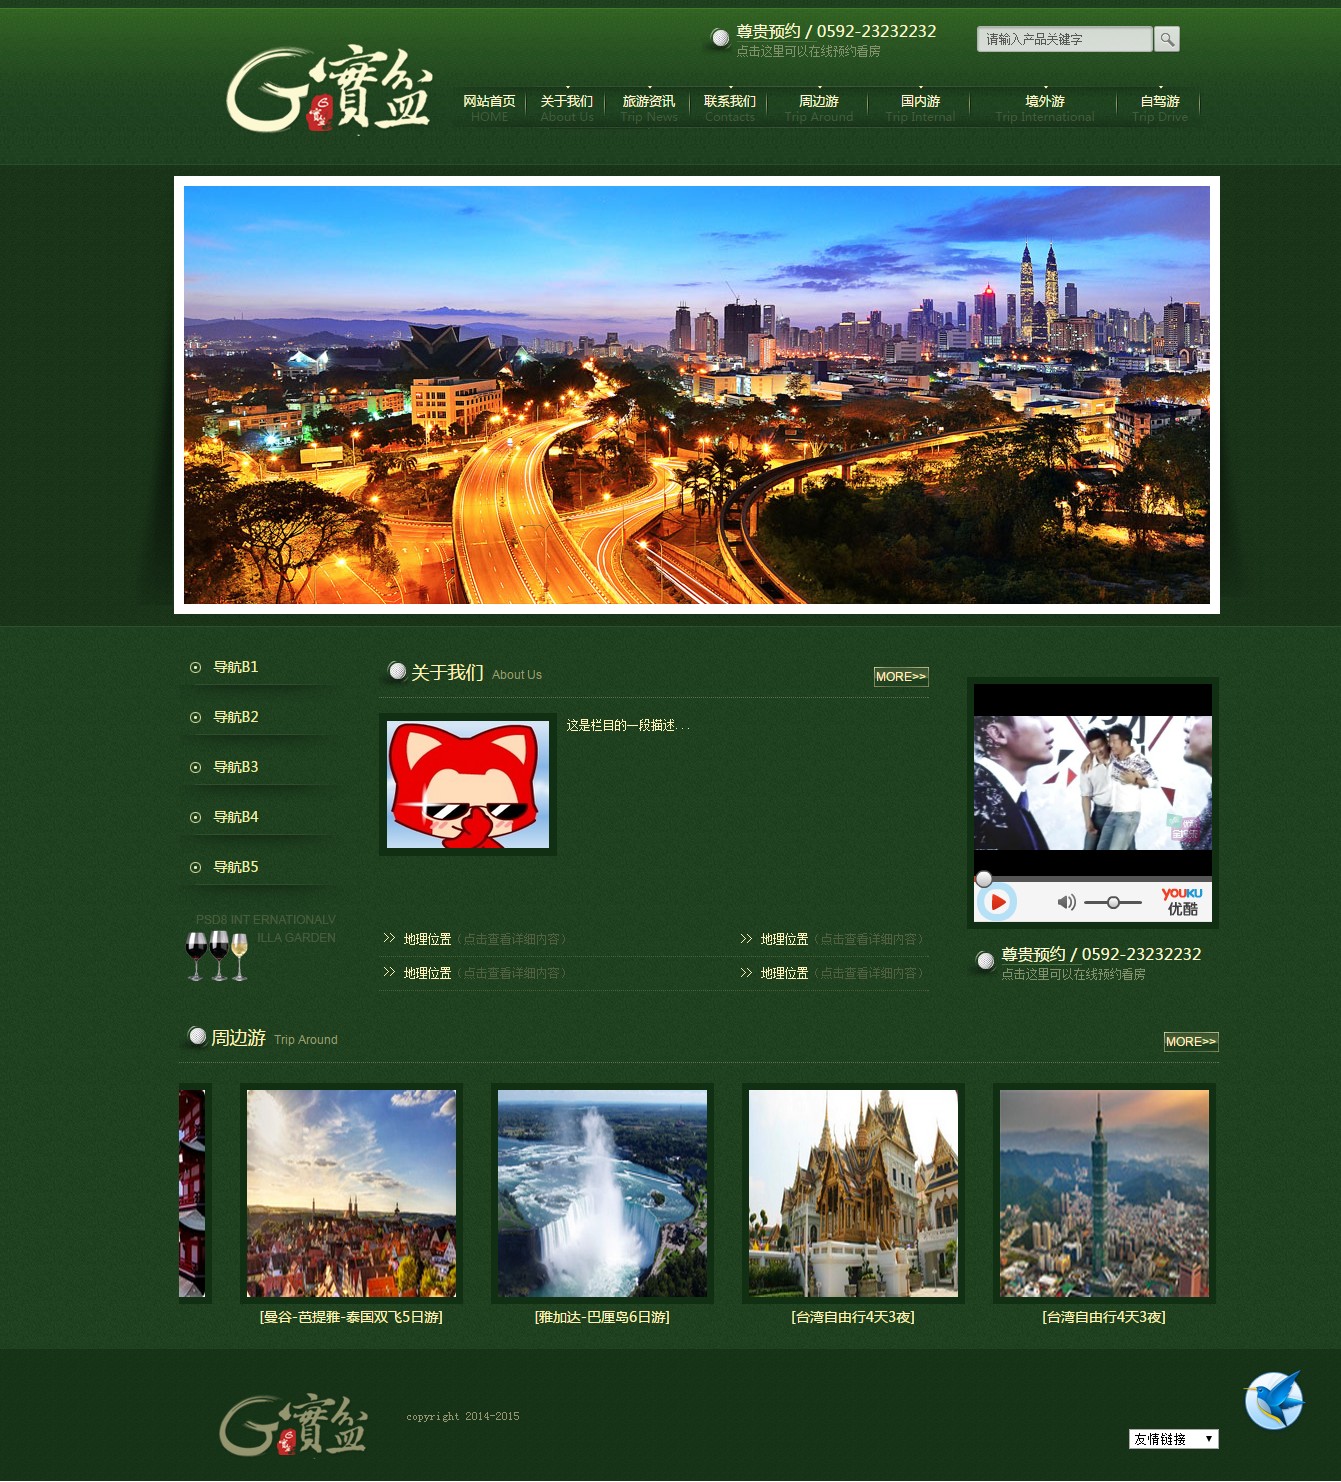 尊贵预约 / 0592-23232232
点击这里可以在线预约看房
请输入产品关键字
實盆
网站首页 关于我们 旅游资讯 联系我们 周边游 国内游 境外游 自驾游
HOME About Us Trip News Contacts Trip Around Trip Internal Trip International Trip Drive
导航B1
导航B2
导航B3
导航B4
导航B5
PSD8 INT ERNATIONALV
ILLA GARDEN
关于我们 About Us
MORE>>
这是栏目的一段描述...
地理位置（点击查看详细内容） 地理位置（点击查看详细内容）
地理位置（点击查看详细内容） 地理位置（点击查看详细内容）
YOUKU
优酷
尊贵预约 / 0592-23232232
点击这里可以在线预约看房
周边游 Trip Around
MORE>>
[曼谷-芭提雅-泰国双飞5日游] [雅加达-巴厘岛6日游] [台湾自由行4天3夜] [台湾自由行4天3夜]
實盆
copyright 2014-2015
友情链接